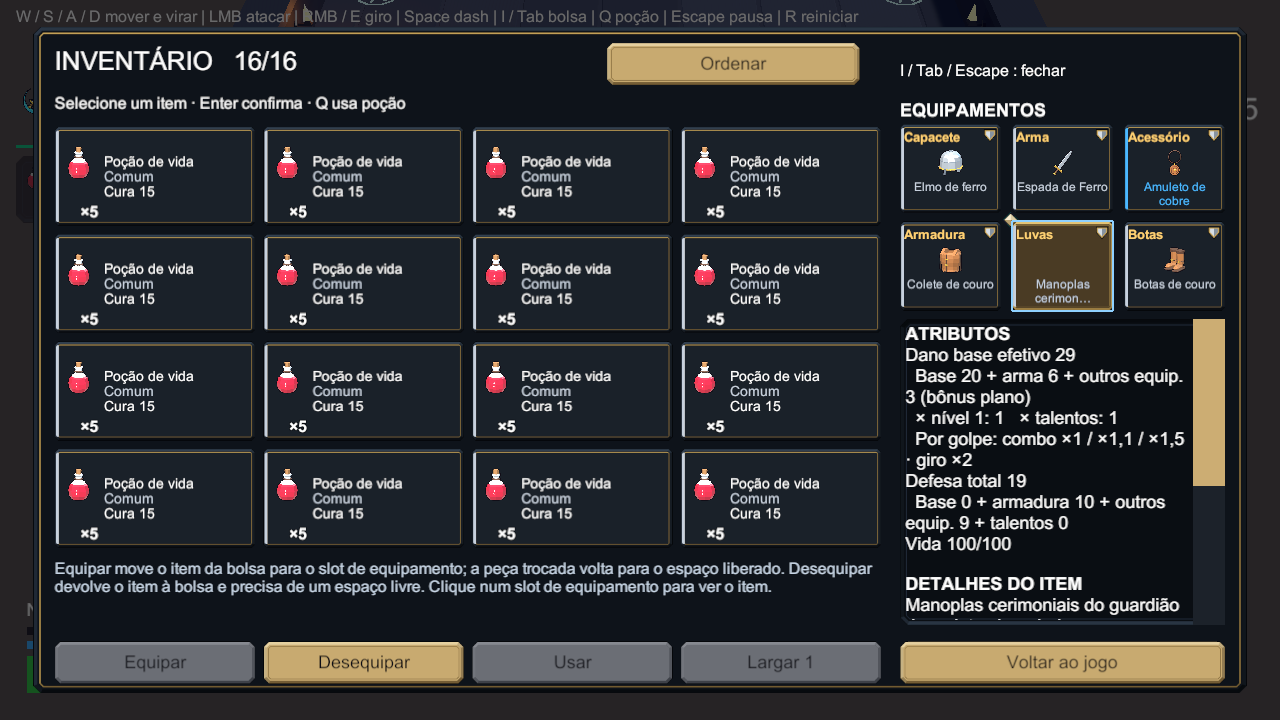 W / S / A / D mover e virar | LMB atacar | RMB / E giro | Space dash | I / Tab bolsa | Q poção | Escape pausa | R reiniciar
INVENTÁRIO 16/16
Ordenar
I / Tab / Escape : fechar
Selecione um item · Enter confirma · Q usa poção
Poção de vida
Comum
Cura 15
×5
Poção de vida
Comum
Cura 15
×5
Poção de vida
Comum
Cura 15
×5
Poção de vida
Comum
Cura 15
×5
Poção de vida
Comum
Cura 15
×5
Poção de vida
Comum
Cura 15
×5
Poção de vida
Comum
Cura 15
×5
Poção de vida
Comum
Cura 15
×5
Poção de vida
Comum
Cura 15
×5
Poção de vida
Comum
Cura 15
×5
Poção de vida
Comum
Cura 15
×5
Poção de vida
Comum
Cura 15
×5
Poção de vida
Comum
Cura 15
×5
Poção de vida
Comum
Cura 15
×5
Poção de vida
Comum
Cura 15
×5
Poção de vida
Comum
Cura 15
×5
Equipar move o item da bolsa para o slot de equipamento; a peça trocada volta para o espaço liberado. Desequipar
devolve o item à bolsa e precisa de um espaço livre. Clique num slot de equipamento para ver o item.
Equipar
Desequipar
Usar
Largar 1
EQUIPAMENTOS
Capacete
Elmo de ferro
Arma
Espada de Ferro
Acessório
Amuleto de
cobre
Armadura
Colete de couro
Luvas
Manoplas
cerimon...
Botas
Botas de couro
ATRIBUTOS
Dano base efetivo 29
Base 20 + arma 6 + outros equip.
3 (bônus plano)
× nível 1: 1 × talentos: 1
Por golpe: combo ×1 / ×1,1 / ×1,5
· giro ×2
Defesa total 19
Base 0 + armadura 10 + outros
equip. 9 + talentos 0
Vida 100/100
DETALHES DO ITEM
Manoplas cerimoniais do guardião
Voltar ao jogo
5